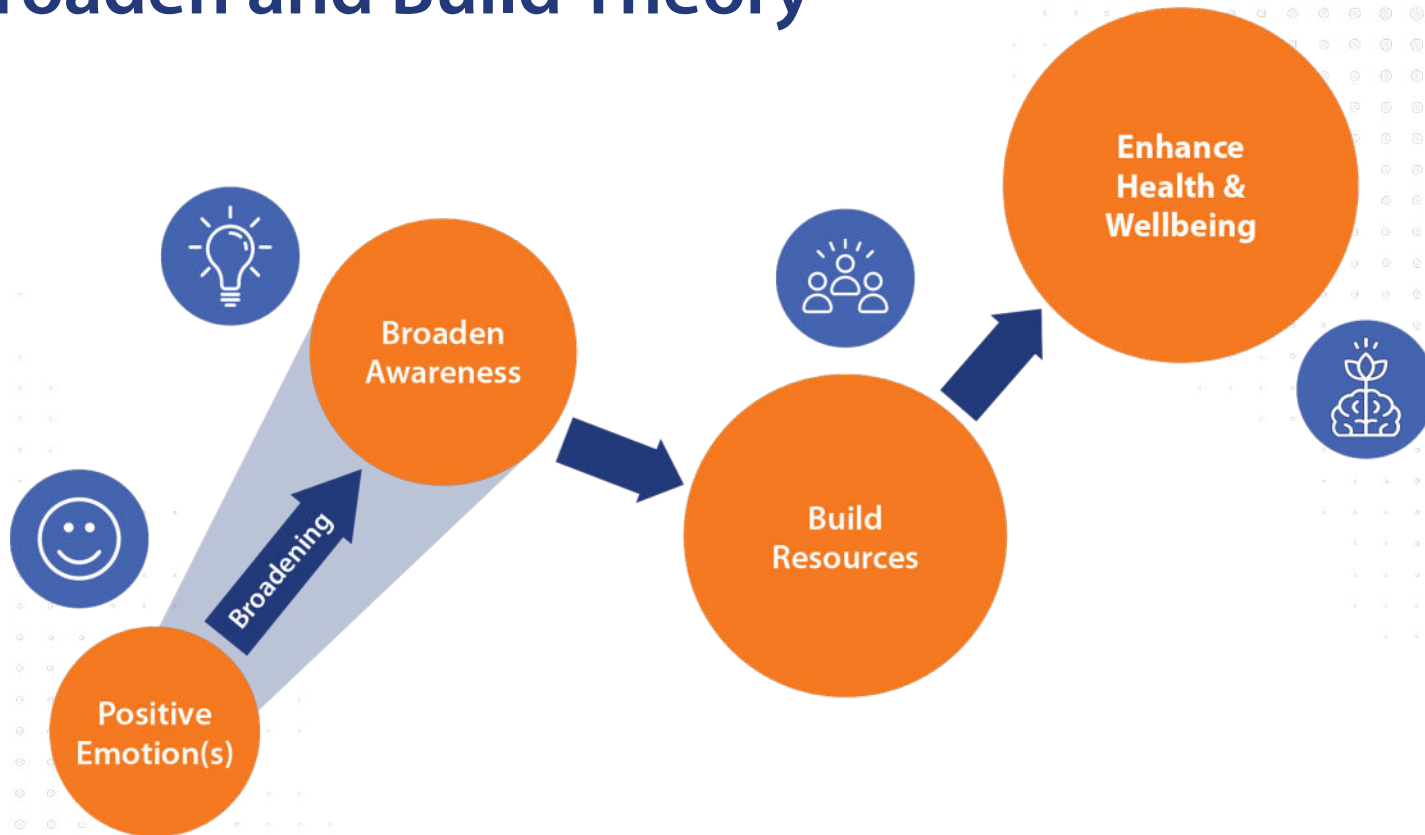 roaden and Build Theory
Enhance
Health &
Wellbeing
Broaden
Awareness
Broadening
Build
Resources
Positive
Emotion(s)